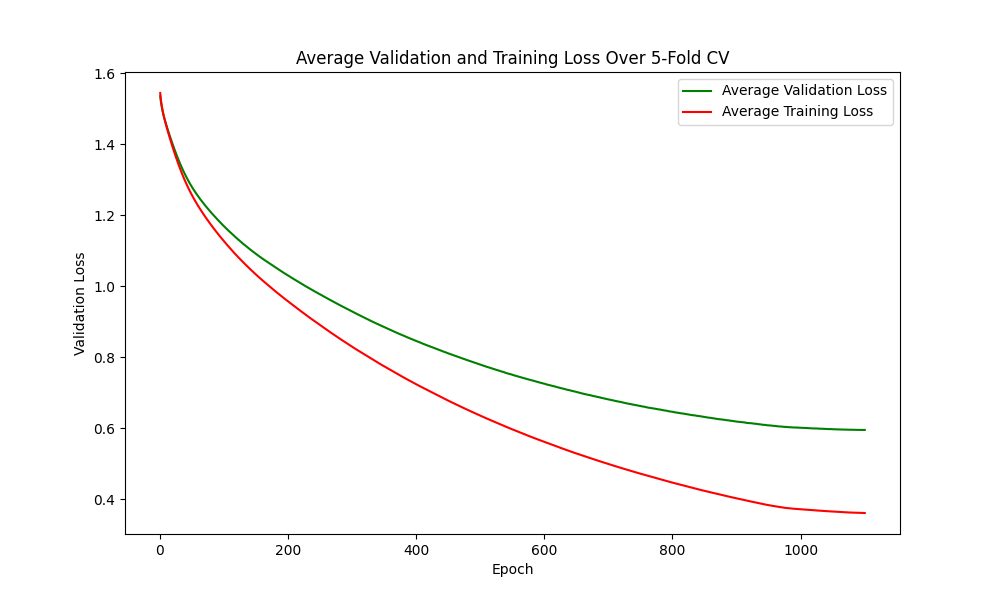 Average Validation and Training Loss Over 5-Fold CV
Average Validation Loss
Average Training Loss
Validation Loss
1.6
1.4
1.2
1.0
0.8
0.6
0.4
0 200 400 600 800 1000
Epoch